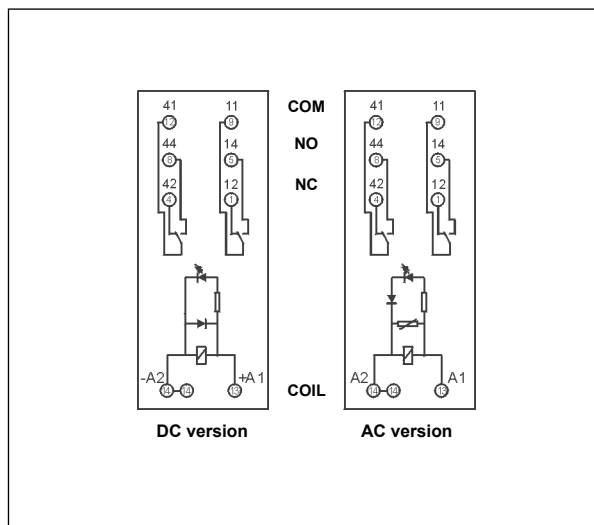 41 11 COM 41 11
12 9 12 9
44 14 NO 44 14
8 5 8 5
42 12 NC 42 12
4 1 4 1
-A2 +A1 COIL A2 A1
14 14 13 14 14 13
DC version AC version